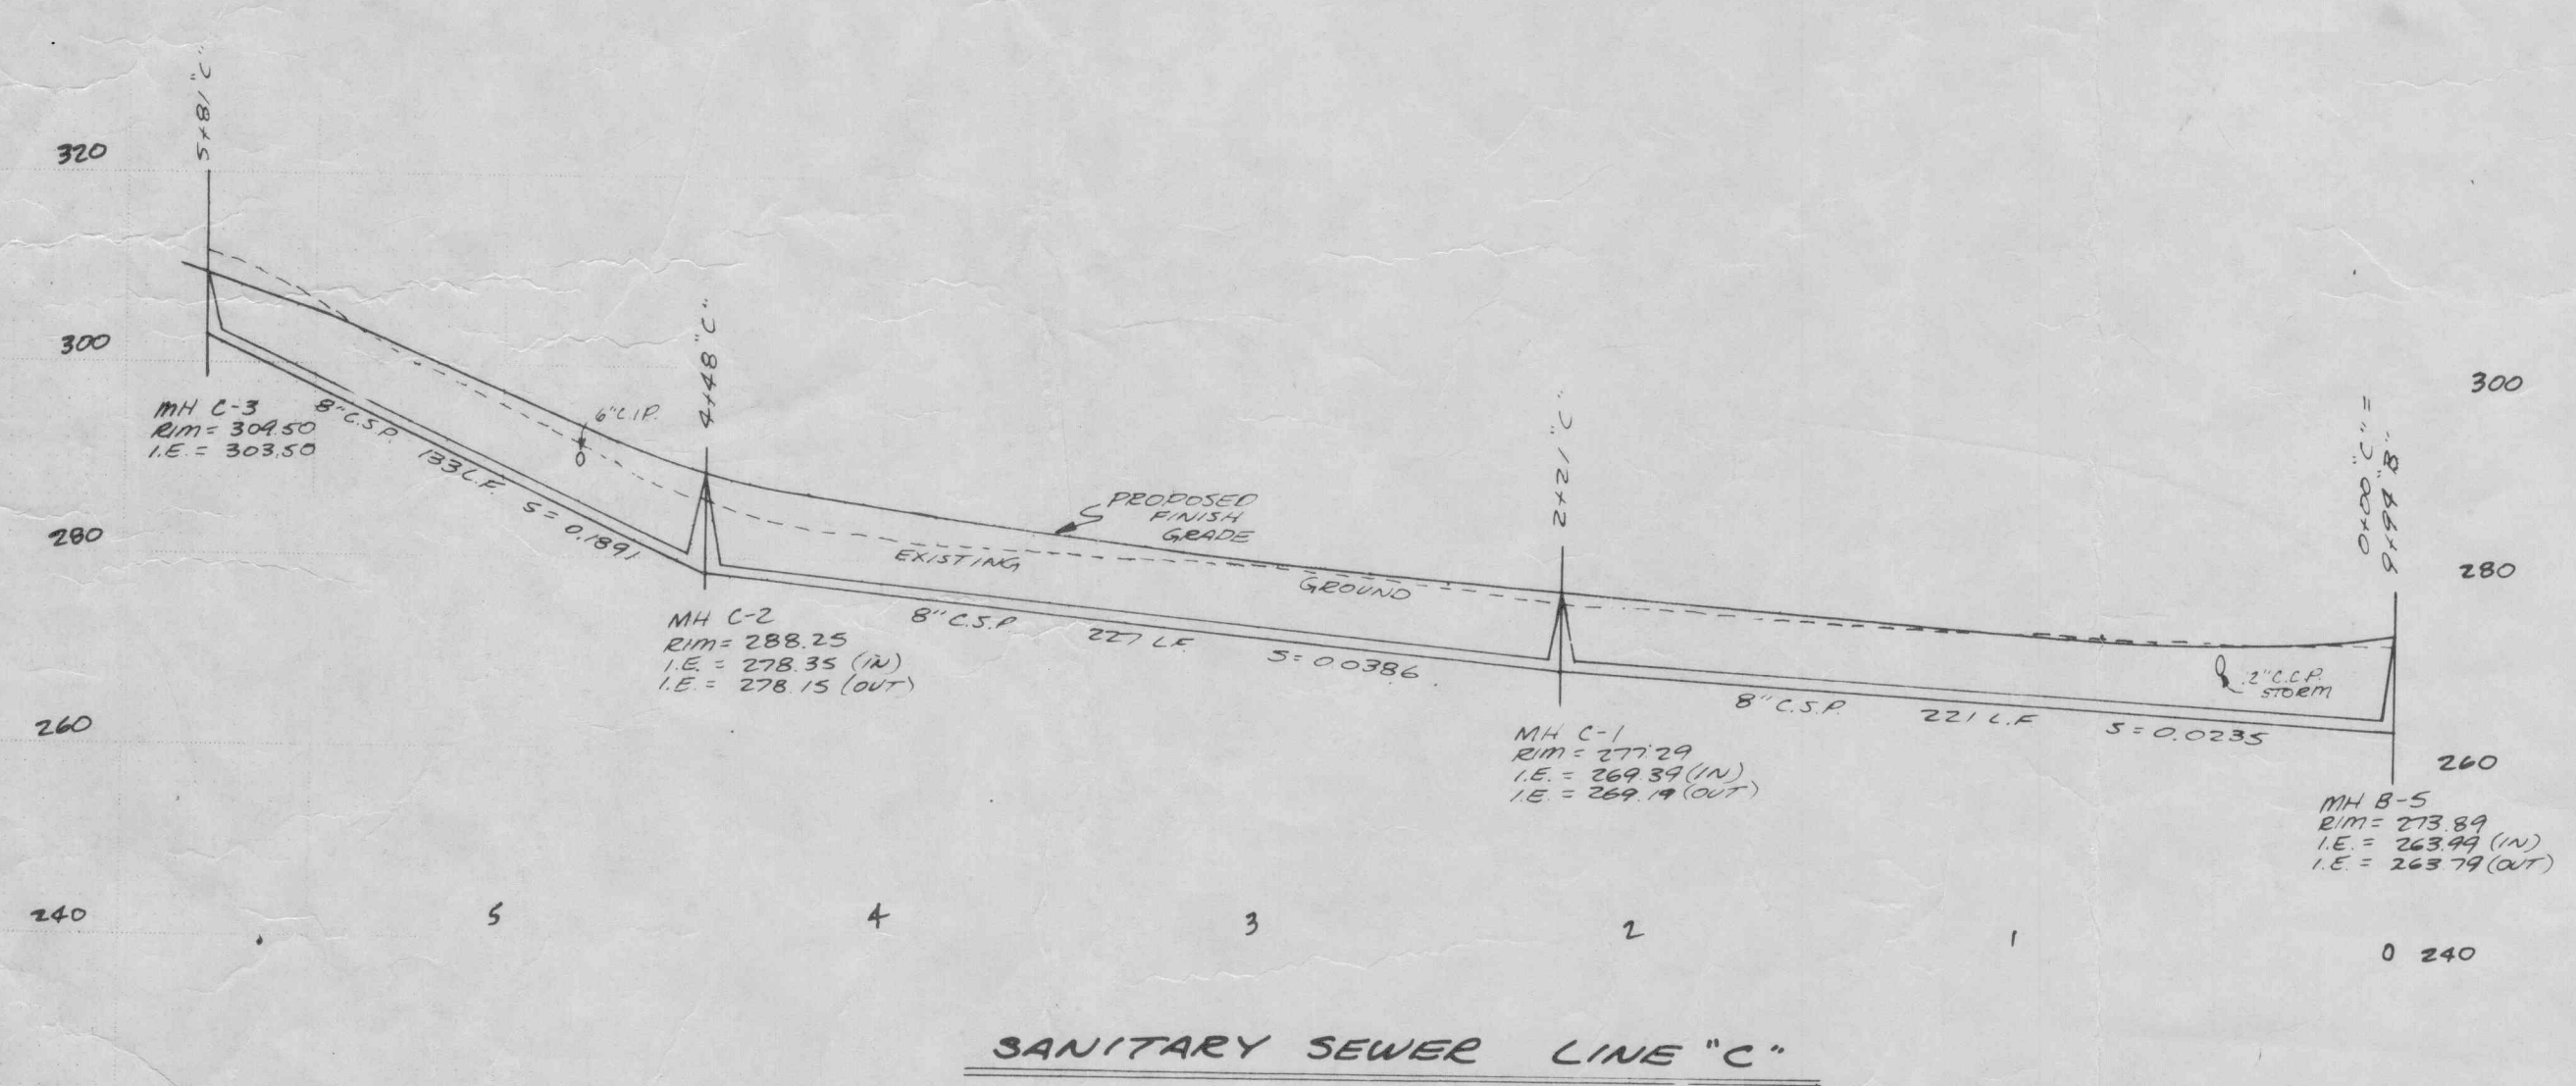 5+81 "C"
320
300
280
260
240
MH C-3
RIM = 309.50
I.E. = 303.50
8" C.S.P. 133 L.F. S = 0.1891
6" C.I.P.
4+48 "C"
MH C-2
RIM = 288.25
I.E. = 278.35 (IN)
I.E. = 278.15 (OUT)
EXISTING GROUND
PROPOSED
FINISH
GRADE
8" C.S.P. 227 L.F. S = 0.0386
2+21 "C"
MH C-1
RIM = 277.29
I.E. = 269.39 (IN)
I.E. = 269.19 (OUT)
8" C.S.P. 221 L.F. S = 0.0235
C.C.P.
STORM
0+00 "C" =
9+94 "B"
300
280
260
MH B-5
RIM = 273.89
I.E. = 263.99 (IN)
I.E. = 263.79 (OUT)
5 4 3 2 1 0 240
SANITARY SEWER LINE "C"